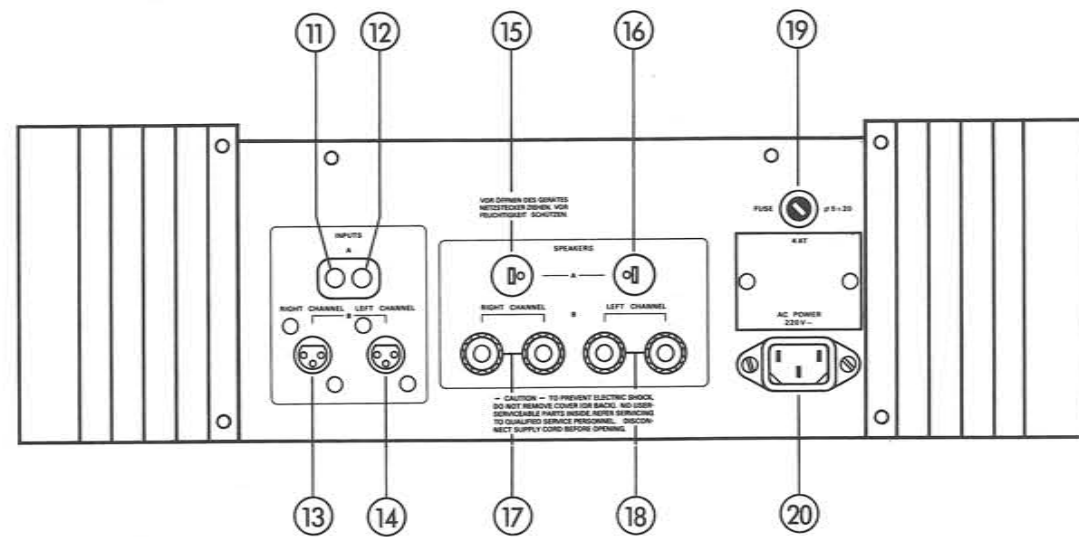 11 12 15 16 19
VOR ÖFFNEN DES GERÄTES
NETZSTECKER ZIEHEN. VOR
FEUCHTIGKEIT SCHÜTZEN.
FUSE ø 5×20
INPUTS
A
SPEAKERS
A
4 AT
RIGHT CHANNEL LEFT CHANNEL
B
RIGHT CHANNEL B LEFT CHANNEL
AC POWER
220V~
— CAUTION — TO PREVENT ELECTRIC SHOCK,
DO NOT REMOVE COVER (OR BACK). NO USER-
SERVICEABLE PARTS INSIDE. REFER SERVICING
TO QUALIFIED SERVICE PERSONNEL. DISCON-
NECT SUPPLY CORD BEFORE OPENING.
13 14 17 18 20